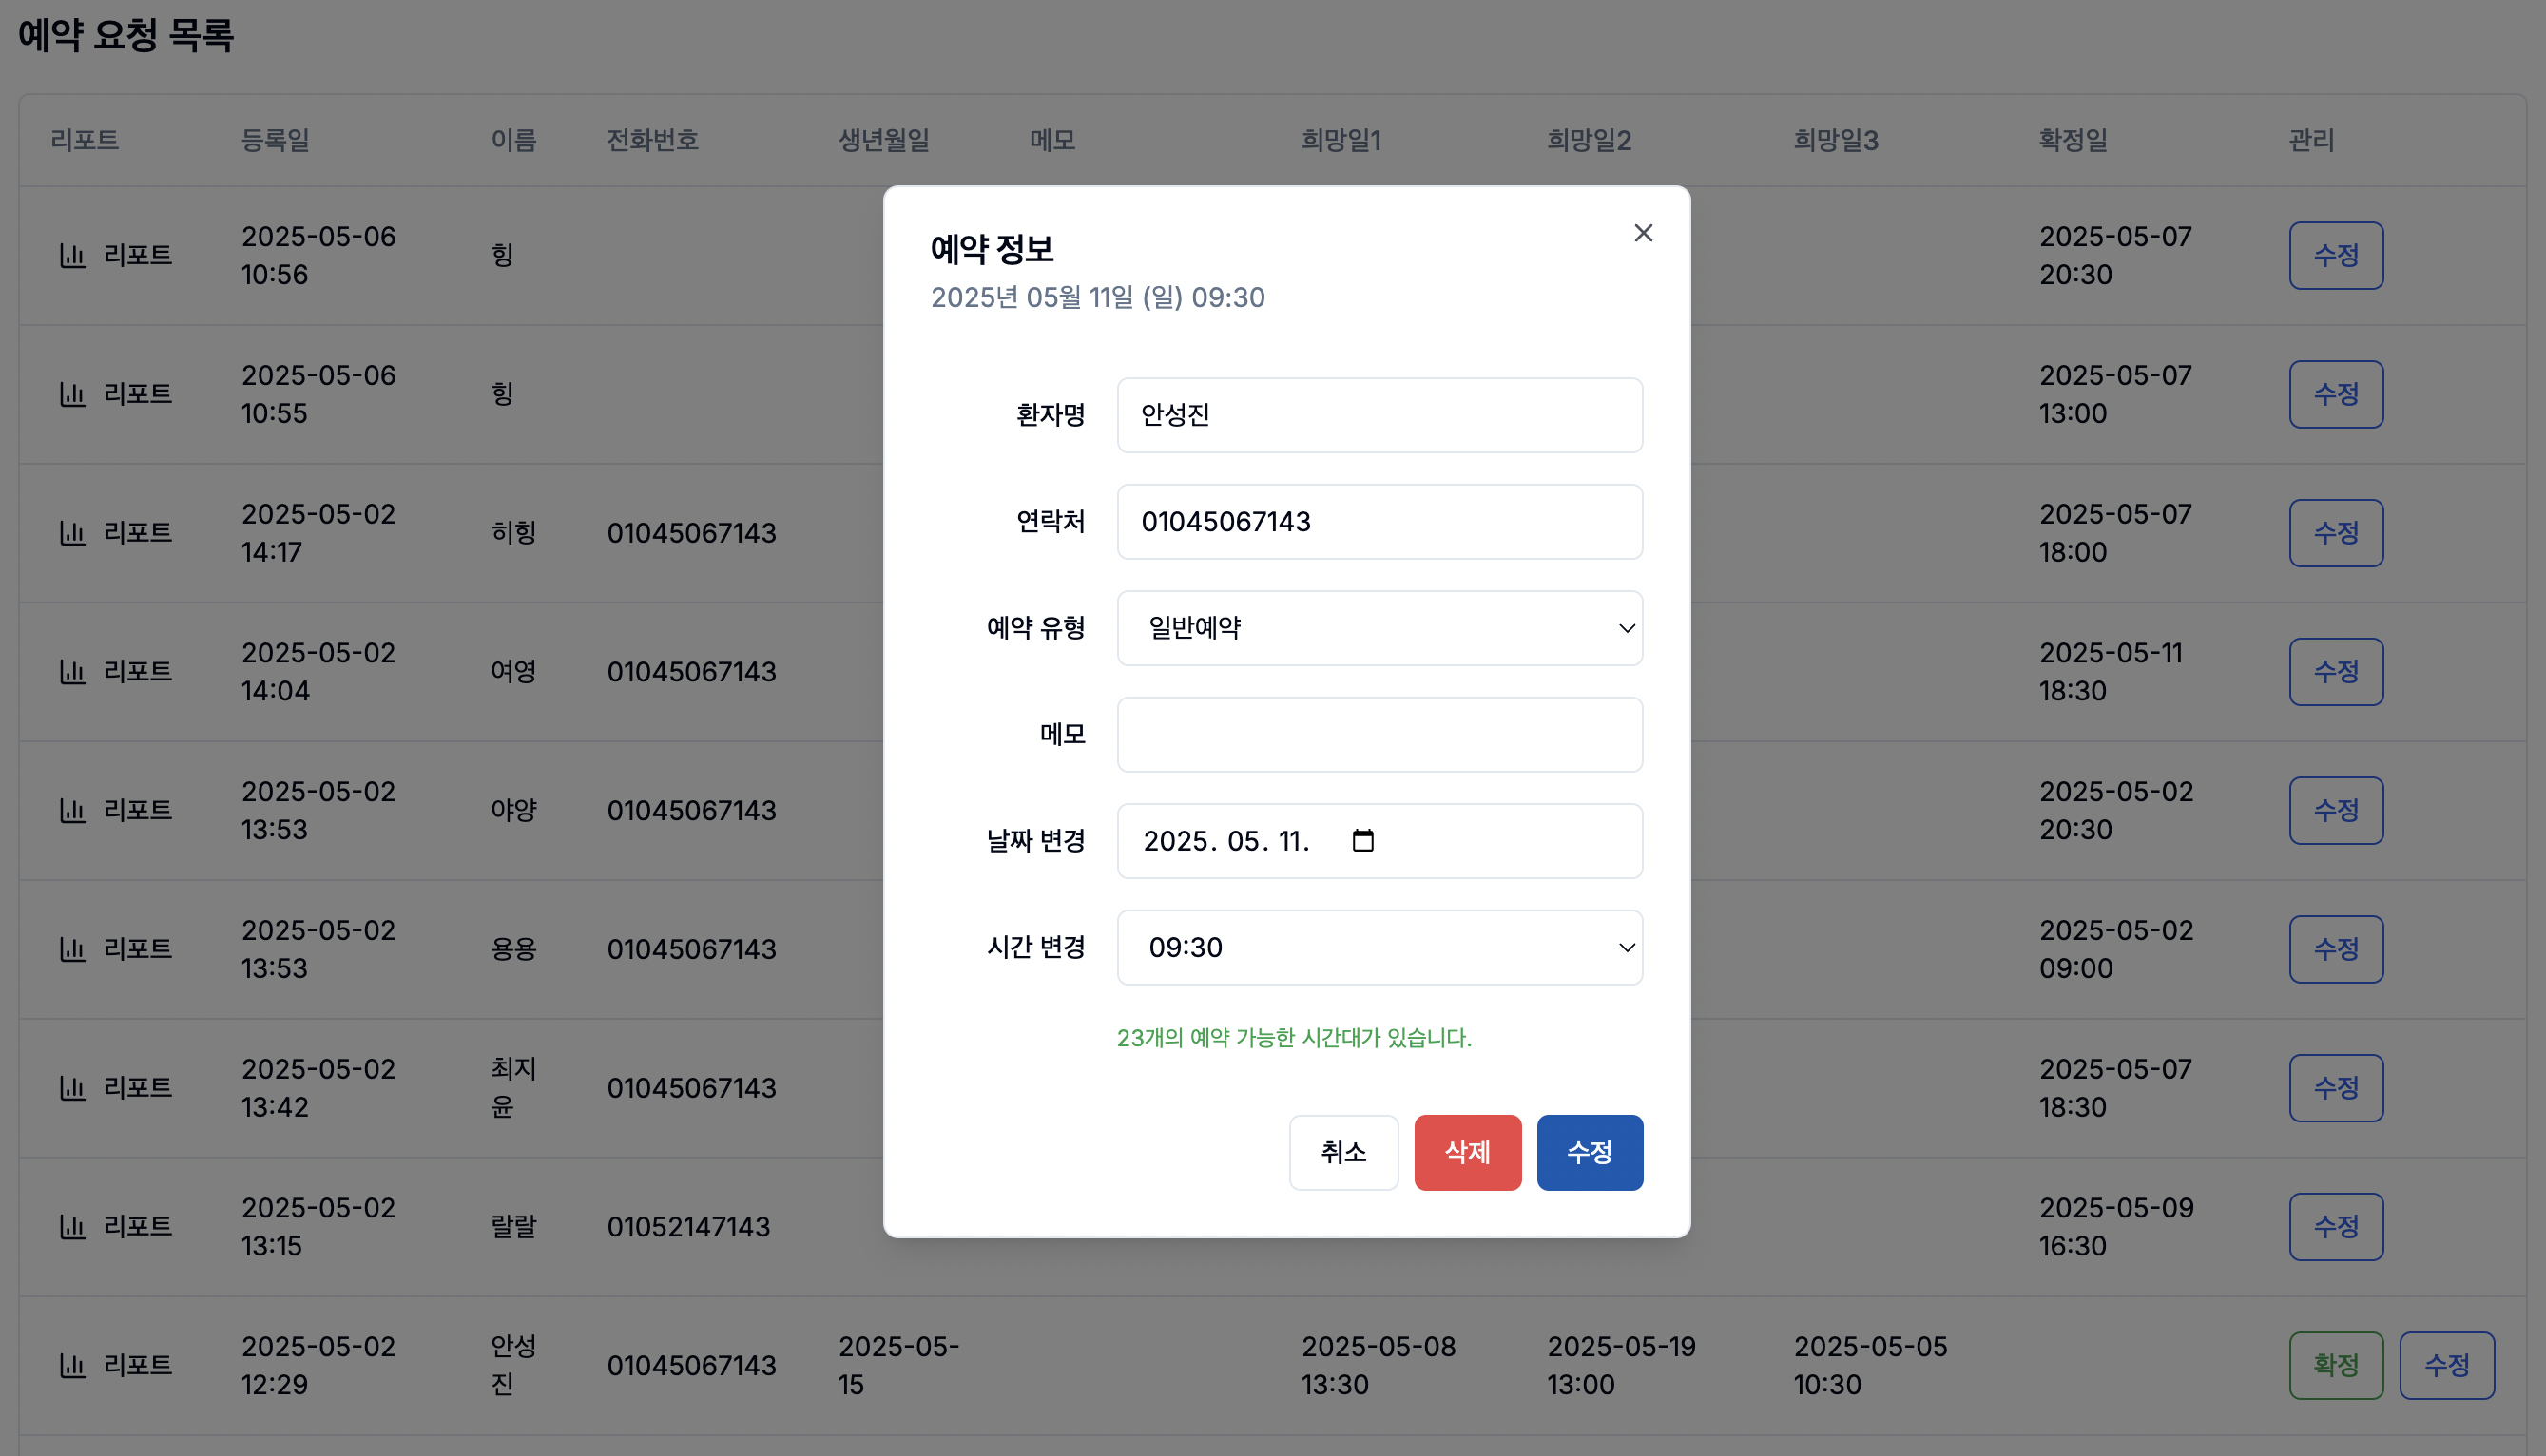 예약 요청 목록
리포트 등록일 이름 전화번호 생년월일 메모 희망일1 희망일2 희망일3 확정일 관리
리포트 2025-05-06 10:56 힝 2025-05-07 20:30 수정
리포트 2025-05-06 10:55 힝 2025-05-07 13:00 수정
리포트 2025-05-02 14:17 히힝 01045067143 2025-05-07 18:00 수정
리포트 2025-05-02 14:04 여영 01045067143 2025-05-11 18:30 수정
리포트 2025-05-02 13:53 야양 01045067143 2025-05-02 20:30 수정
리포트 2025-05-02 13:53 용용 01045067143 2025-05-02 09:00 수정
리포트 2025-05-02 13:42 최지윤 01045067143 2025-05-07 18:30 수정
리포트 2025-05-02 13:15 랄랄 01052147143 2025-05-09 16:30 수정
리포트 2025-05-02 12:29 안성진 01045067143 2025-05-15 2025-05-08 13:30 2025-05-19 13:00 2025-05-05 10:30 확정 수정
예약 정보
2025년 05월 11일 (일) 09:30
환자명 안성진
연락처 01045067143
예약 유형 일반예약
메모
날짜 변경 2025. 05. 11.
시간 변경 09:30
23개의 예약 가능한 시간대가 있습니다.
취소 삭제 수정